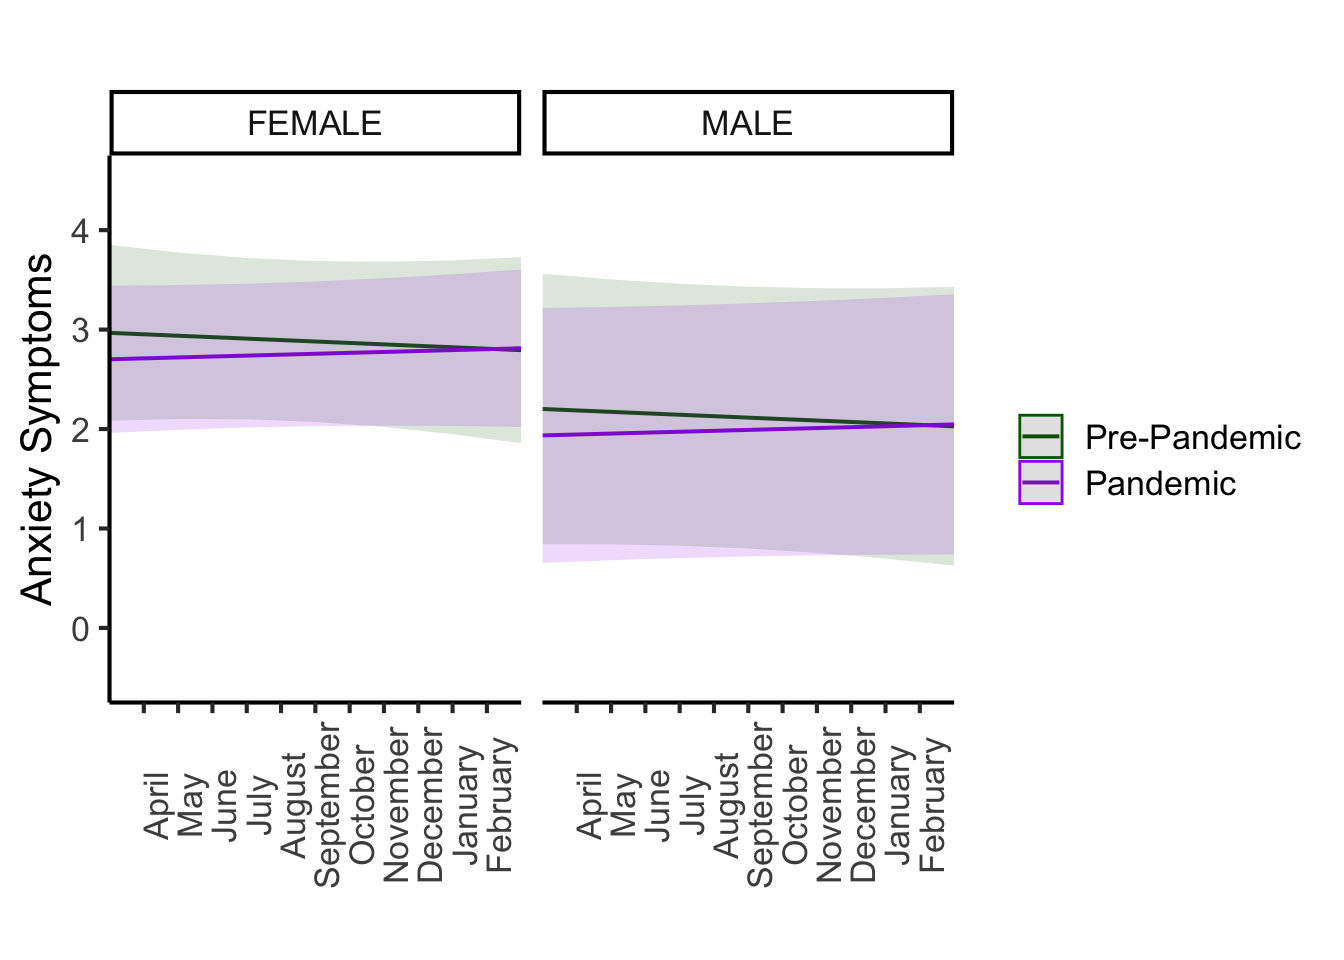 FEMALE
MALE
Anxiety Symptoms
4
3
2
1
0
April
May
June
July
August
September
October
November
December
January
February
April
May
June
July
August
September
October
November
December
January
February
Pre-Pandemic
Pandemic